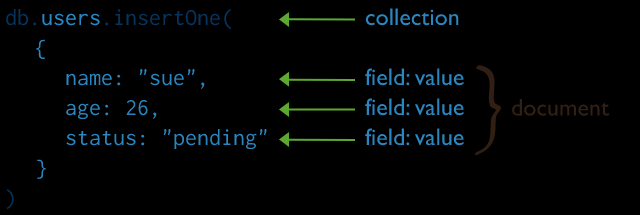 db.users.insertOne( collection
{
name: "sue", field: value
age: 26, field: value document
status: "pending" field: value
}
)